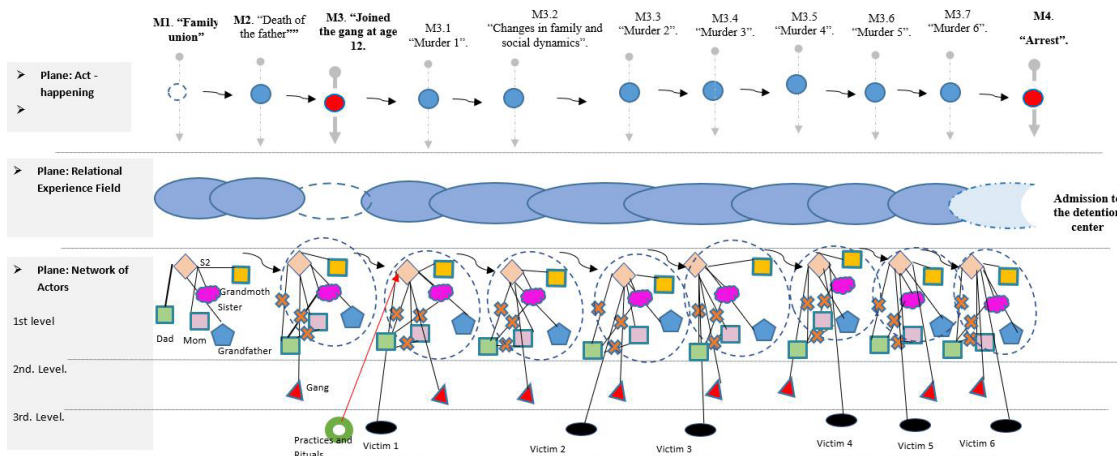 M1. “Family
union”
M2. “Death of
the father””
M3. “Joined
the gang at age
12.
M3.1
“Murder 1”.
M3.2
“Changes in family and
social dynamics”.
M3.3
“Murder 2”.
M3.4
“Murder 3”.
M3.5
“Murder 4”.
M3.6
“Murder 5”.
M3.7
“Murder 6”.
M4.
“Arrest”.
Plane: Act -
happening
Plane: Relational
Experience Field
Admission to
the detention
center
Plane: Network of
Actors
S2
Grandmoth
Sister
1st level
Dad
Mom
Grandfather
2nd. Level.
Gang
3rd. Level.
Practices and
Rituals
Victim 1
Victim 2
Victim 3
Victim 4
Victim 5
Victim 6